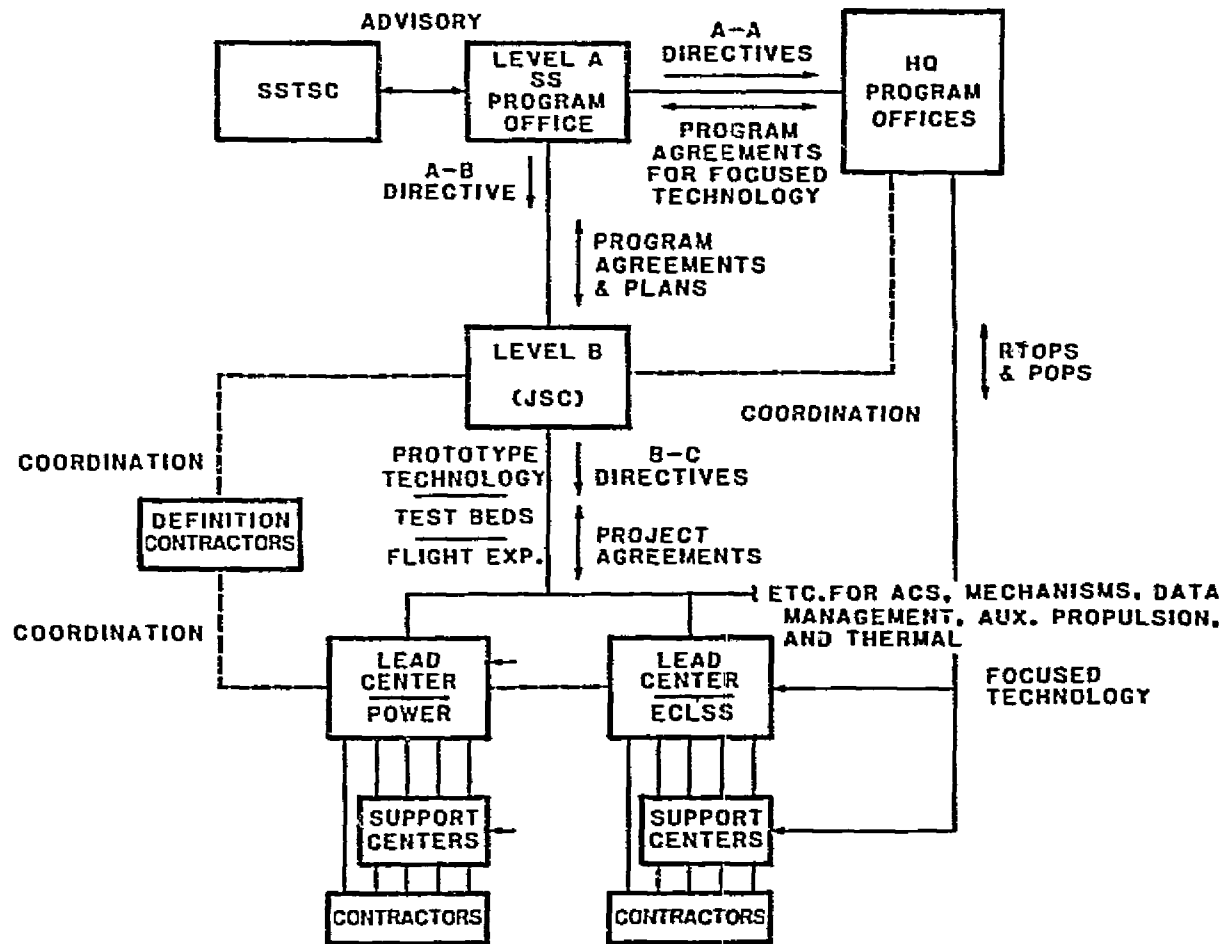 ADVISORY
SSTSC
LEVEL A
SS
PROGRAM
OFFICE
A-A
DIRECTIVES
PROGRAM
AGREEMENTS
FOR FOCUSED
TECHNOLOGY
HQ
PROGRAM
OFFICES
A-B
DIRECTIVE
PROGRAM
AGREEMENTS
& PLANS
LEVEL B
(JSC)
RTOPS
& POPS
COORDINATION
COORDINATION
PROTOTYPE
TECHNOLOGY
TEST BEDS
FLIGHT EXP.
B-C
DIRECTIVES
PROJECT
AGREEMENTS
DEFINITION
CONTRACTORS
COORDINATION
ETC.FOR ACS, MECHANISMS, DATA
MANAGEMENT, AUX. PROPULSION,
AND THERMAL
LEAD
CENTER
POWER
LEAD
CENTER
ECLSS
FOCUSED
TECHNOLOGY
SUPPORT
CENTERS
SUPPORT
CENTERS
CONTRACTORS
CONTRACTORS